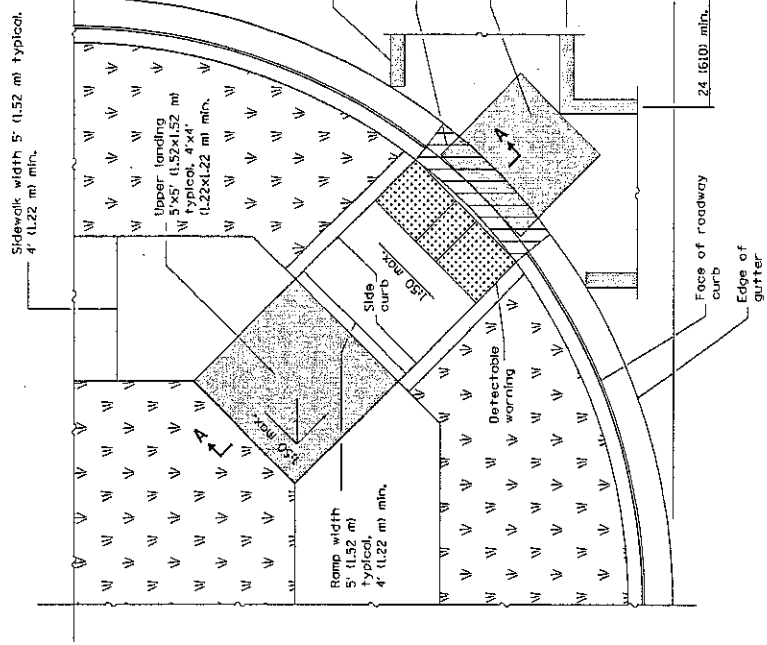 Sidewalk width 5' (1.52 m) typical.
4' (1.22 m) min.
Upper landing
5'x5' (1.52x1.52 m)
typical, 4'x4'
(1.22x1.22 m) min.
A
1:50 max.
Ramp width
5' (1.52 m)
typical,
4' (1.22 m) min.
Side
curb
1:50 max.
Detectable
warning
A
24 (610) min.
Face of roadway
curb
Edge of
gutter